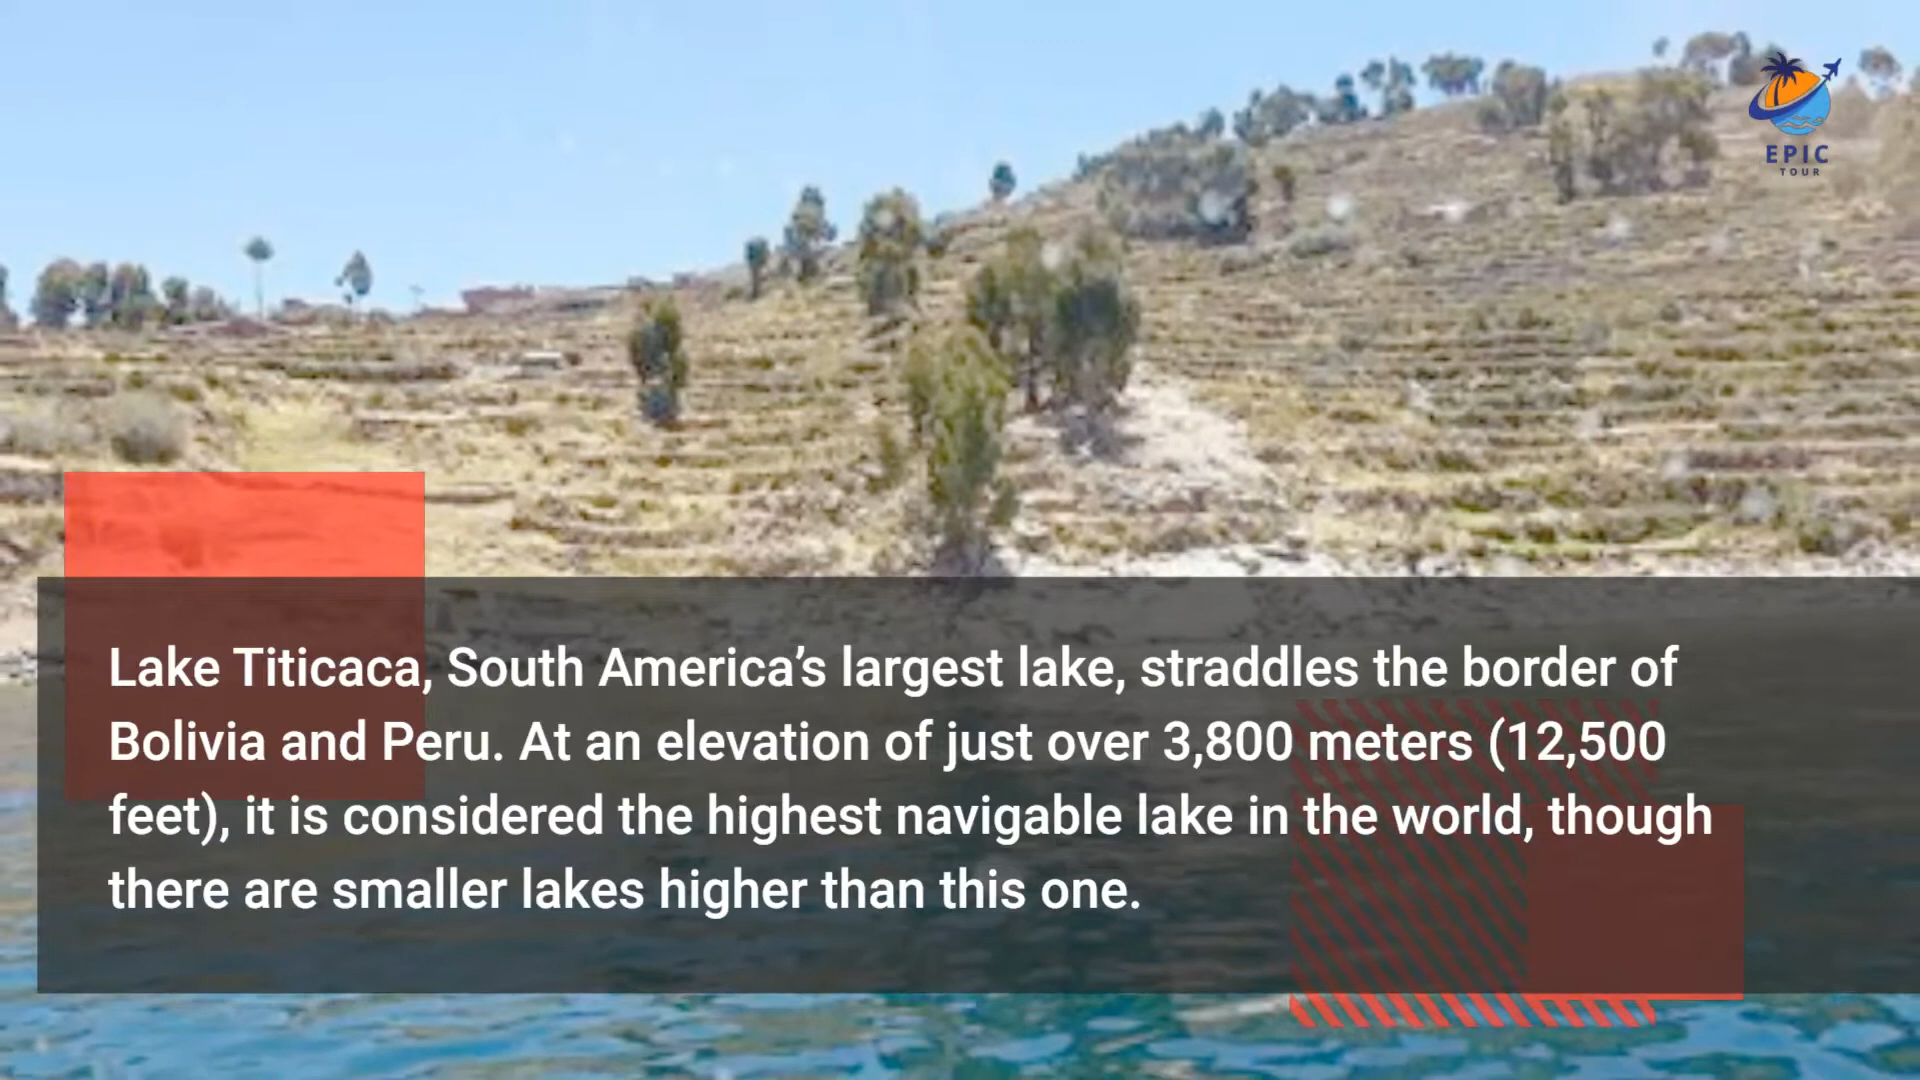 EPIC
TOUR
Lake Titicaca, South America’s largest lake, straddles the border of
Bolivia and Peru. At an elevation of just over 3,800 meters (12,500
feet), it is considered the highest navigable lake in the world, though
there are smaller lakes higher than this one.